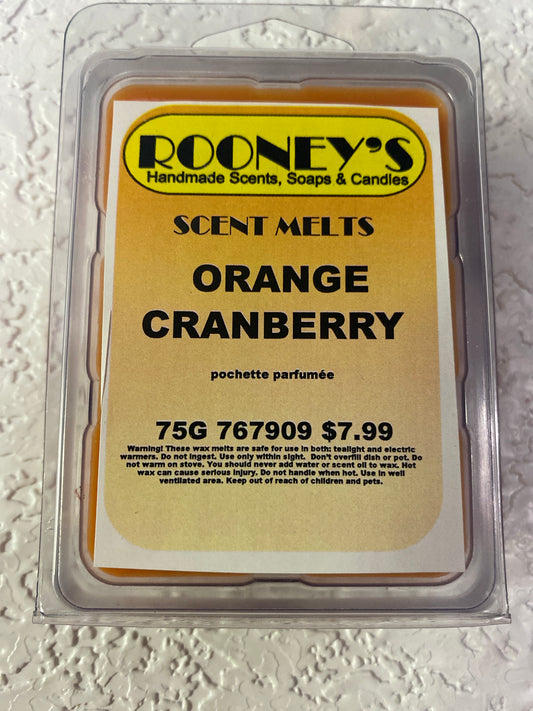 ROONEY'S
Handmade Scents, Soaps & Candles
SCENT MELTS
ORANGE
CRANBERRY
pochette parfumée
75G 767909 $7.99
Warning! These wax melts are safe for use in both: tealight and electric
warmers. Do not ingest. Use only within sight. Don't overfill dish or pot. Do
not warm on stove. You should never add water or scent oil to wax. Hot
wax can cause serious injury. Do not handle when hot. Use in well
ventilated area. Keep out of reach of children and pets.